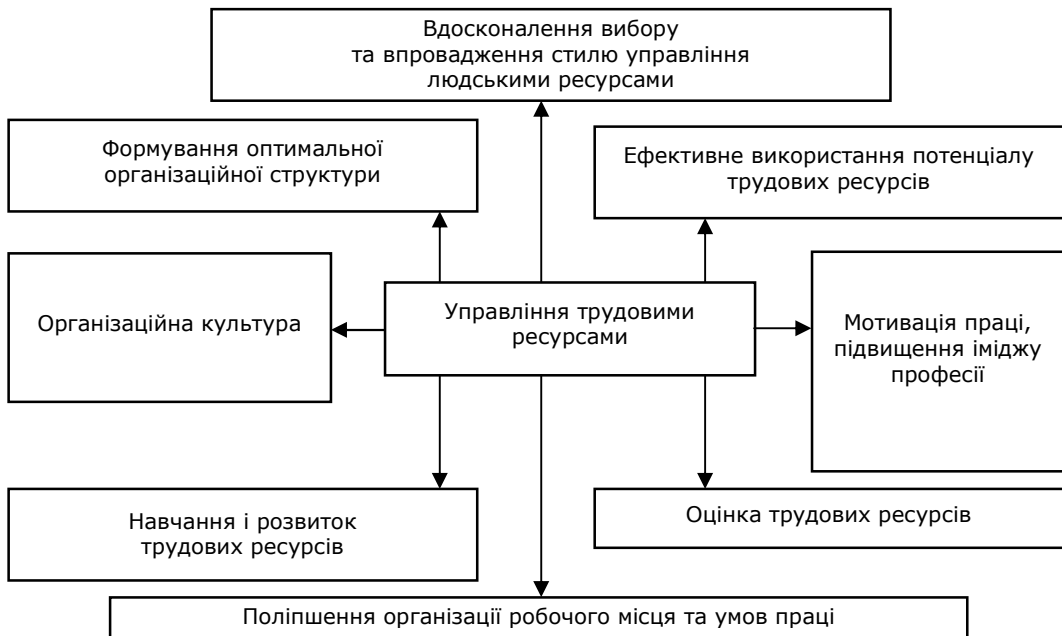 Вдосконалення вибору
та впровадження стилю управління
людськими ресурсами
Формування оптимальної
організаційної структури
Ефективне використання потенціалу
трудових ресурсів
Організаційна культура
Управління трудовими
ресурсами
Мотивація праці,
підвищення іміджу
професії
Навчання і розвиток
трудових ресурсів
Оцінка трудових ресурсів
Поліпшення організації робочого місця та умов праці